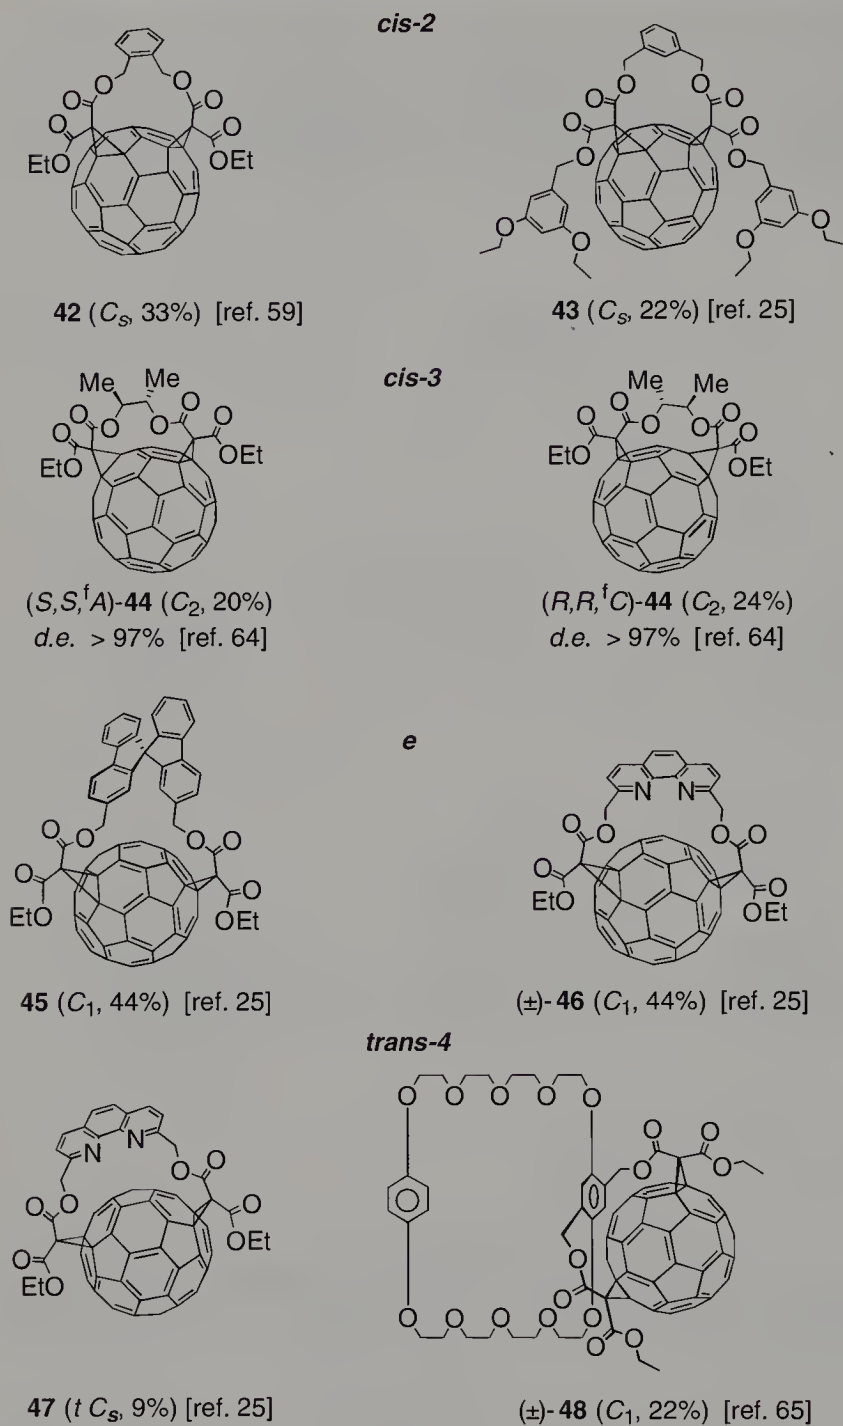 cis-2
O O O O
O O O O
O O O O
EtO OEt O O
O O O O
42 (Cₛ, 33%) [ref. 59] 43 (Cₛ, 22%) [ref. 25]
cis-3
Me Me Me Me
O O O O O O O O
O O O O
EtO OEt EtO OEt
(S,S,ᶠA)-44 (C₂, 20%) (R,R,ᶠC)-44 (C₂, 24%)
d.e. > 97% [ref. 64] d.e. > 97% [ref. 64]
e
N N
O O O O O O O O
O O O O
EtO OEt EtO OEt
45 (C₁, 44%) [ref. 25] (±)-46 (C₁, 44%) [ref. 25]
trans-4
O O O O O
N N O O
O O O O O
O O O
O OEt O
EtO O
O O O O O
O O
47 (t Cₛ, 9%) [ref. 25] (±)-48 (C₁, 22%) [ref. 65]